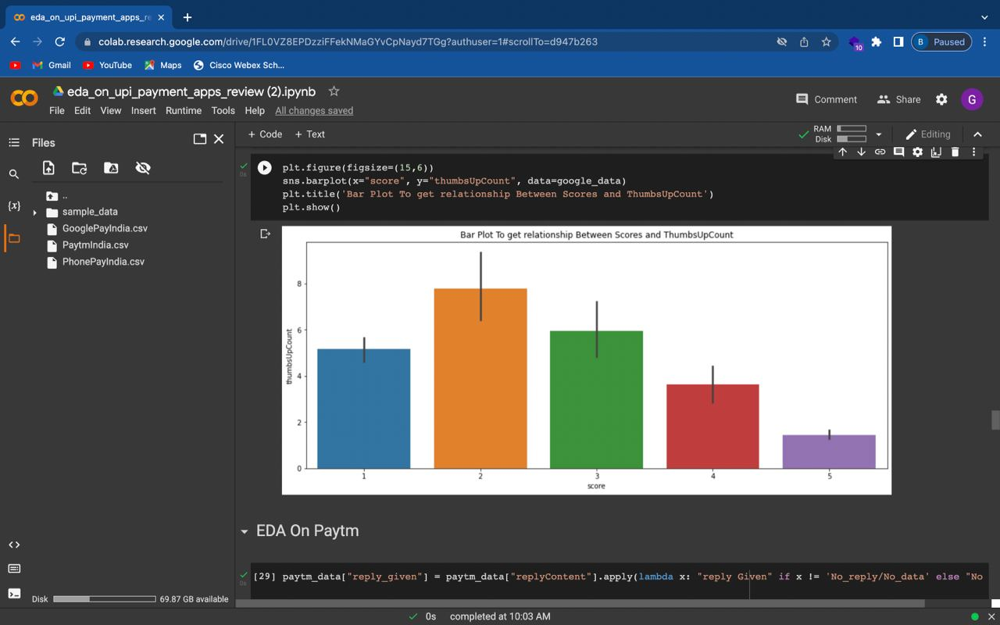 eda_on_upi_payment_apps_re
colab.research.google.com/drive/1FL0VZ8EPDzziFFekNMaGYvCpNayd7TGg?authuser=1#scrollTo=d947b263
10
B Paused
Gmail
YouTube
Maps
Cisco Webex Sch...
eda_on_upi_payment_apps_review (2).ipynb
File Edit View Insert Runtime Tools Help All changes saved
Comment
Share
G
Files
+ Code + Text
RAM
Disk
Editing
{x}
..
sample_data
GooglePayIndia.csv
PaytmIndia.csv
PhonePayIndia.csv
0s
plt.figure(figsize=(15,6))
sns.barplot(x="score", y="thumbsUpCount", data=google_data)
plt.title('Bar Plot To get relationship Between Scores and ThumbsUpCount')
plt.show()
Bar Plot To get relationship Between Scores and ThumbsUpCount
8
6
4
2
0
thumbsUpCount
1 2 3 4 5
score
EDA On Paytm
0s
[29] paytm_data["reply_given"] = paytm_data["replyContent"].apply(lambda x: "reply Given" if x != 'No_reply/No_data' else "No
Disk 69.87 GB available
0s completed at 10:03 AM